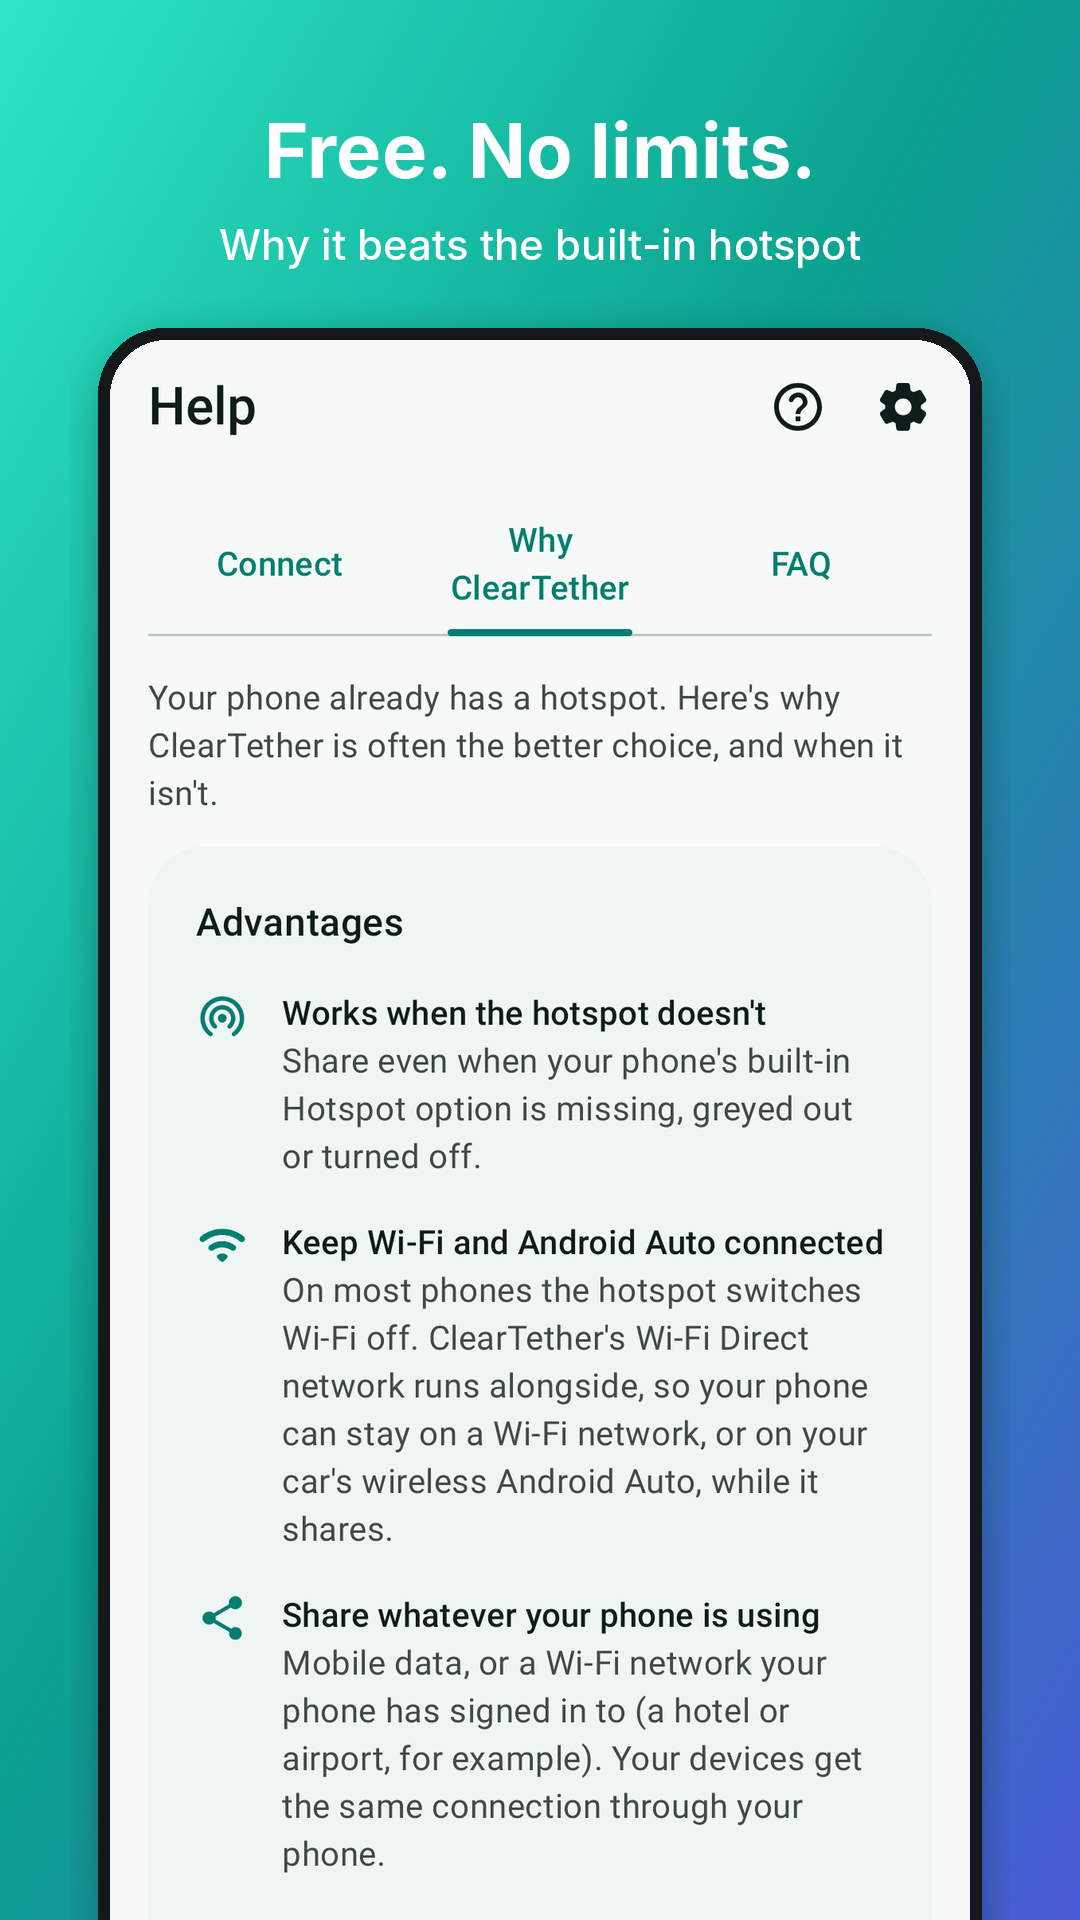 Free. No limits.
Why it beats the built-in hotspot
Help
Connect
Why
ClearTether
FAQ
Your phone already has a hotspot. Here's why
ClearTether is often the better choice, and when it
isn't.
Advantages
Works when the hotspot doesn't
Share even when your phone's built-in
Hotspot option is missing, greyed out
or turned off.
Keep Wi-Fi and Android Auto connected
On most phones the hotspot switches
Wi-Fi off. ClearTether's Wi-Fi Direct
network runs alongside, so your phone
can stay on a Wi-Fi network, or on your
car's wireless Android Auto, while it
shares.
Share whatever your phone is using
Mobile data, or a Wi-Fi network your
phone has signed in to (a hotel or
airport, for example). Your devices get
the same connection through your
phone.